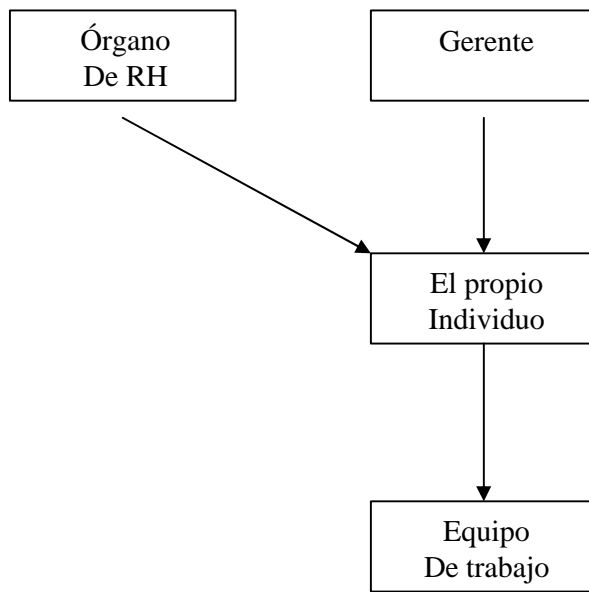 Órgano
De RH
Gerente
El propio
Individuo
Equipo
De trabajo